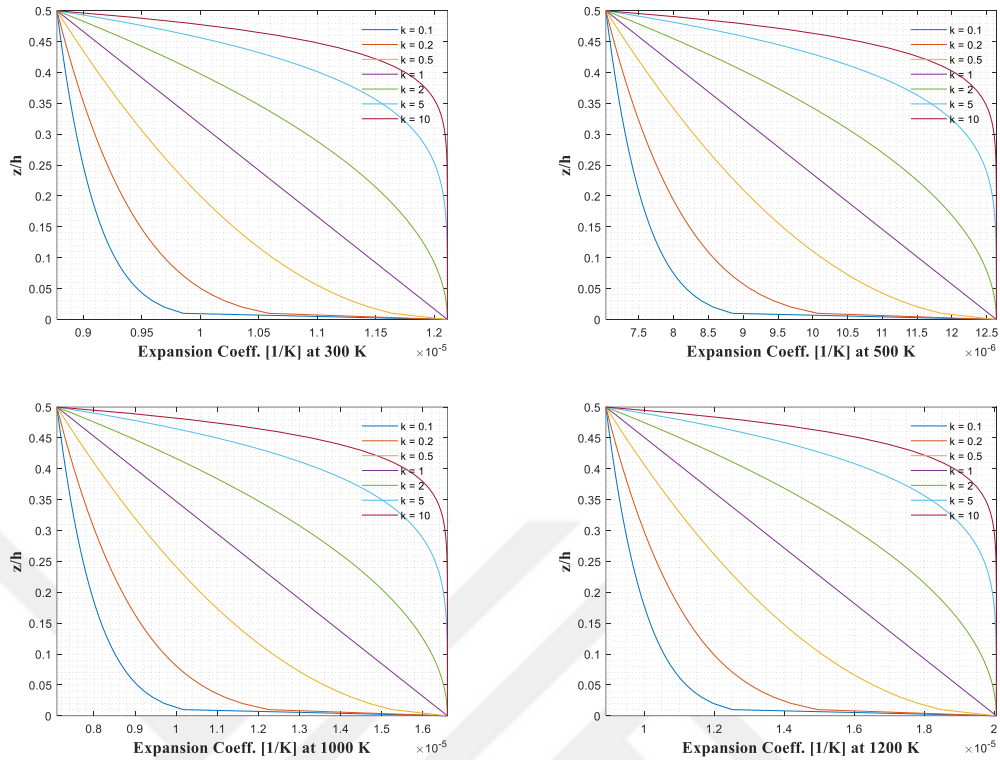 0.5
0.45
0.4
0.35
0.3
0.25
0.2
0.15
0.1
0.05
0
z/h
k = 0.1
k = 0.2
k = 0.5
k = 1
k = 2
k = 5
k = 10
0.9 0.95 1 1.05 1.1 1.15 1.2
Expansion Coeff. [1/K] at 300 K ×10⁻⁵
0.5
0.45
0.4
0.35
0.3
0.25
0.2
0.15
0.1
0.05
0
z/h
k = 0.1
k = 0.2
k = 0.5
k = 1
k = 2
k = 5
k = 10
7.5 8 8.5 9 9.5 10 10.5 11 11.5 12 12.5
Expansion Coeff. [1/K] at 500 K ×10⁻⁶
0.5
0.45
0.4
0.35
0.3
0.25
0.2
0.15
0.1
0.05
0
z/h
k = 0.1
k = 0.2
k = 0.5
k = 1
k = 2
k = 5
k = 10
0.8 0.9 1 1.1 1.2 1.3 1.4 1.5 1.6
Expansion Coeff. [1/K] at 1000 K ×10⁻⁵
0.5
0.45
0.4
0.35
0.3
0.25
0.2
0.15
0.1
0.05
0
z/h
k = 0.1
k = 0.2
k = 0.5
k = 1
k = 2
k = 5
k = 10
1 1.2 1.4 1.6 1.8 2
Expansion Coeff. [1/K] at 1200 K ×10⁻⁵